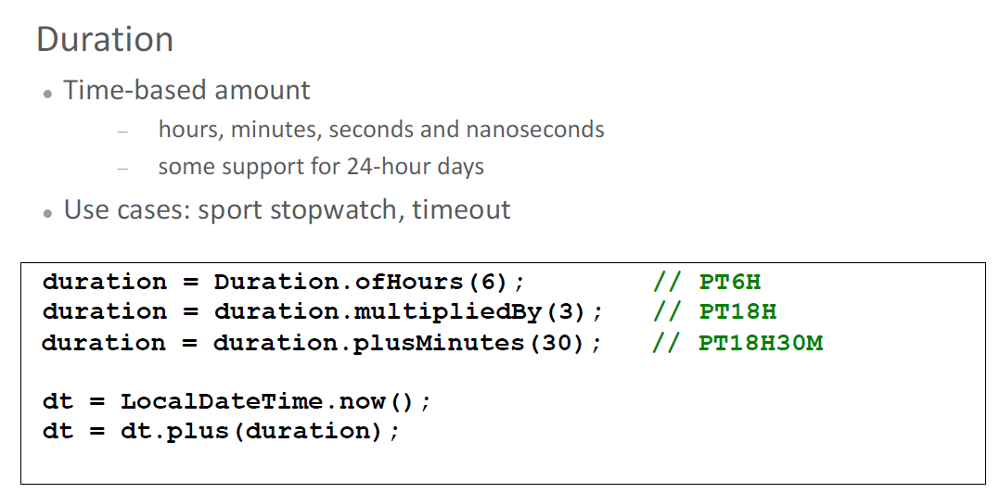 Duration
• Time-based amount
– hours, minutes, seconds and nanoseconds
– some support for 24-hour days
• Use cases: sport stopwatch, timeout
duration = Duration.ofHours(6); // PT6H
duration = duration.multipliedBy(3); // PT18H
duration = duration.plusMinutes(30); // PT18H30M
dt = LocalDateTime.now();
dt = dt.plus(duration);